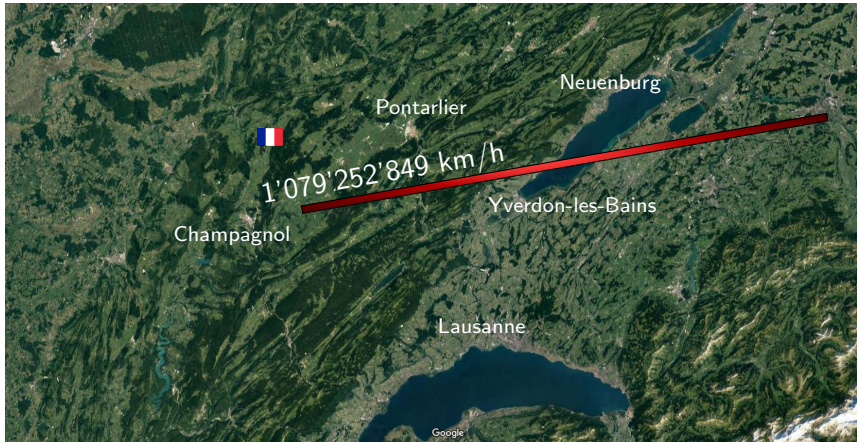 Neuenburg
Pontarlier
1'079'252'849 km/h
Yverdon-les-Bains
Champagnol
Lausanne
Google